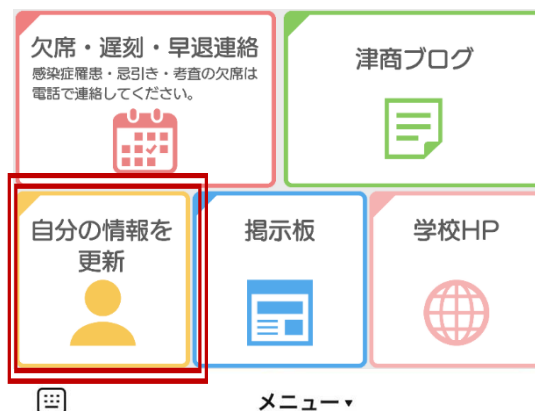 欠席・遅刻・早退連絡
感染症罹患・忌引き・考査の欠席は
電話で連絡してください。
津商ブログ
自分の情報を
更新
掲示板
学校HP
メニュー▾